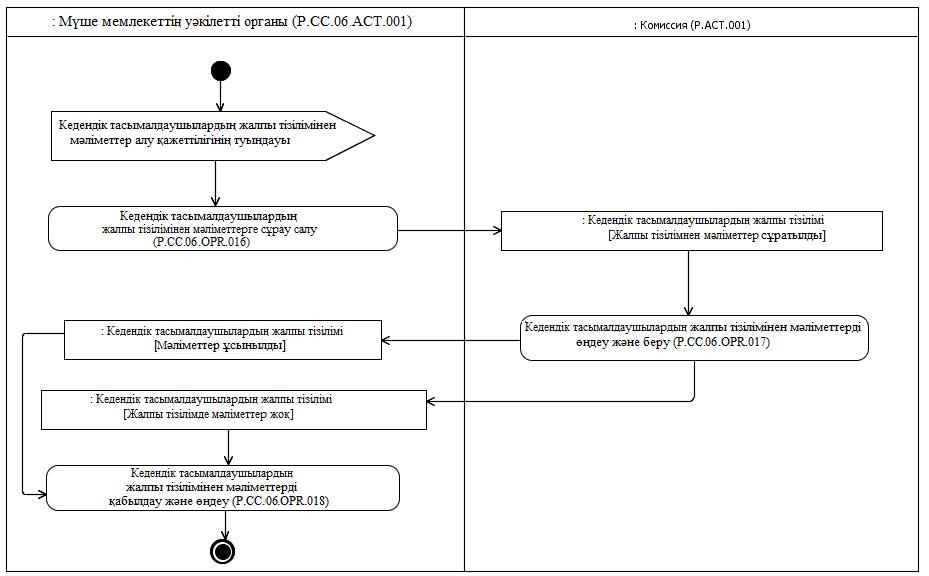 : Мүше мемлекеттің уәкілетті органы (P.CC.06.ACT.001)
: Комиссия (P.ACT.001)
Кедендік тасымалдаушылардың жалпы тізілімінен
мәліметтер алу қажеттілігінің туындауы
Кедендік тасымалдаушылардың
жалпы тізілімінен мәліметтерге сұрау салу
(P.CC.06.OPR.016)
: Кедендік тасымалдаушылардың жалпы тізілімі
[Жалпы тізілімнен мәліметтер сұратылды]
Кедендік тасымалдаушылардың жалпы тізілімінен мәліметтерді
өңдеу және беру (P.CC.06.OPR.017)
: Кедендік тасымалдаушылардың жалпы тізілімі
[Мәліметтер ұсынылды]
: Кедендік тасымалдаушылардың жалпы тізілімі
[Жалпы тізілімде мәліметтер жоқ]
Кедендік тасымалдаушылардың
жалпы тізілімінен мәліметтерді
қабылдау және өңдеу (P.CC.06.OPR.018)